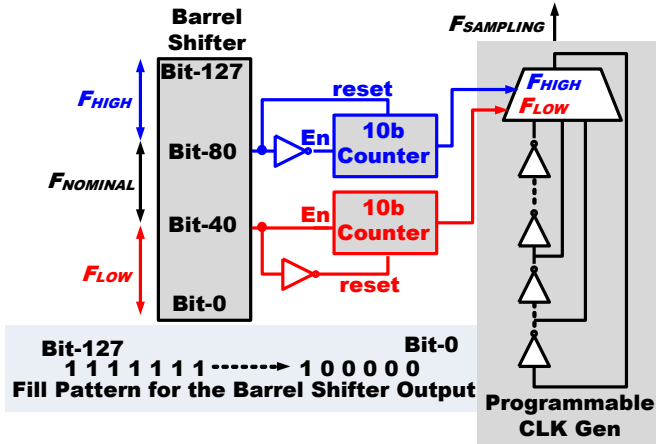 Barrel
Shifter
Bit-127
Bit-80
Bit-40
Bit-0
FHIGH
FNOMINAL
FLOW
reset
En
10b
Counter
En
10b
Counter
reset
FSAMPLING
FHIGH
FLOW
Programmable
CLK Gen
Bit-127
Bit-0
1 1 1 1 1 1 1 1 0 0 0 0 0 0
Fill Pattern for the Barrel Shifter Output